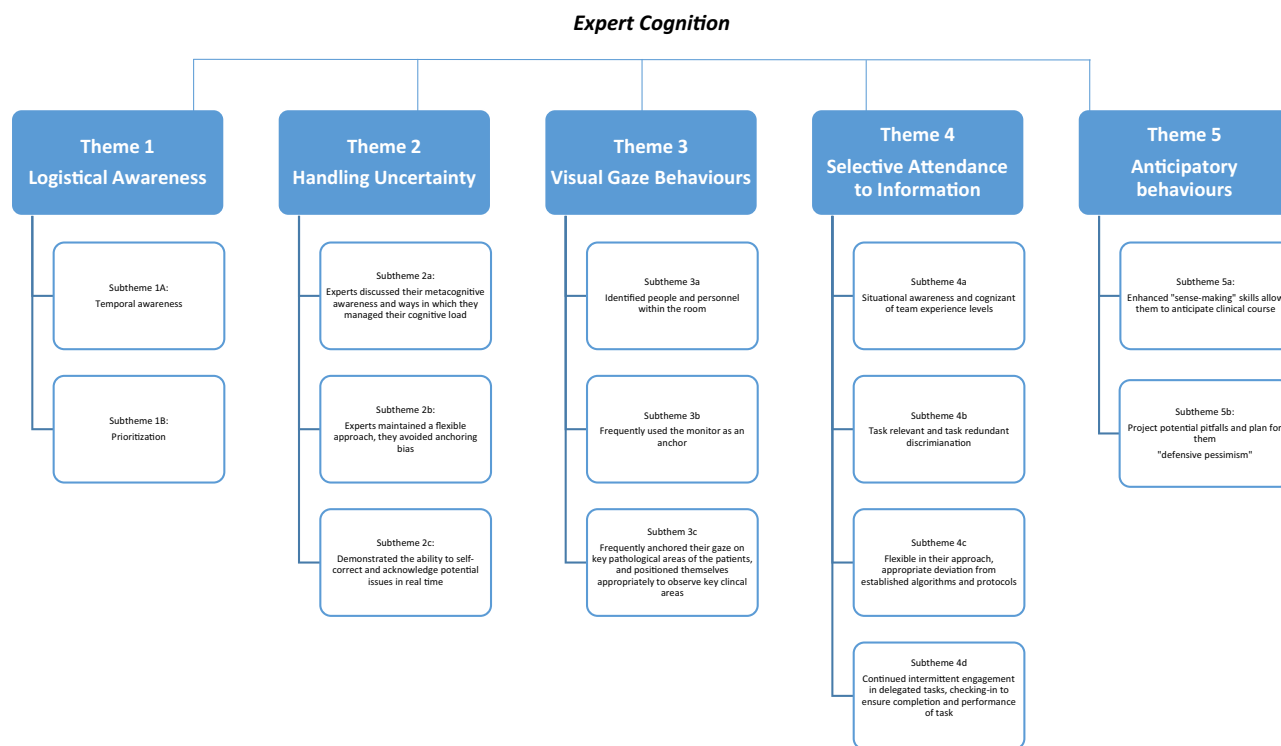 Expert Cognition
Theme 1
Logistical Awareness
Subtheme 1A:
Temporal awareness
Subtheme 1B:
Prioritization
Theme 2
Handling Uncertainty
Subtheme 2a:
Experts discussed their metacognitive
awareness and ways in which they
managed their cognitive load
Subtheme 2b:
Experts maintained a flexible
approach, they avoided anchoring
bias
Subtheme 2c:
Demonstrated the ability to self-
correct and acknowledge potential
issues in real time
Theme 3
Visual Gaze Behaviours
Subtheme 3a
Identified people and personnel
within the room
Subtheme 3b
Frequently used the monitor as an
anchor
Subthem 3c
Frequently anchored their gaze on
key pathological areas of the patients,
and positioned themselves
appropriately to observe key clincal
areas
Theme 4
Selective Attendance
to Information
Subtheme 4a
Situational awareness and cognizant
of team experience levels
Subtheme 4b
Task relevant and task redundant
discrimianation
Subtheme 4c
Flexible in their approach,
appropriate deviation from
established algorithms and protocols
Subtheme 4d
Continued intermittent engagement
in delegated tasks, checking-in to
ensure completion and performance
of task
Theme 5
Anticipatory
behaviours
Subtheme 5a:
Enhanced "sense-making" skills allow
them to anticipate clinical course
Subtheme 5b:
Project potential pitfalls and plan for
them
"defensive pessimism"